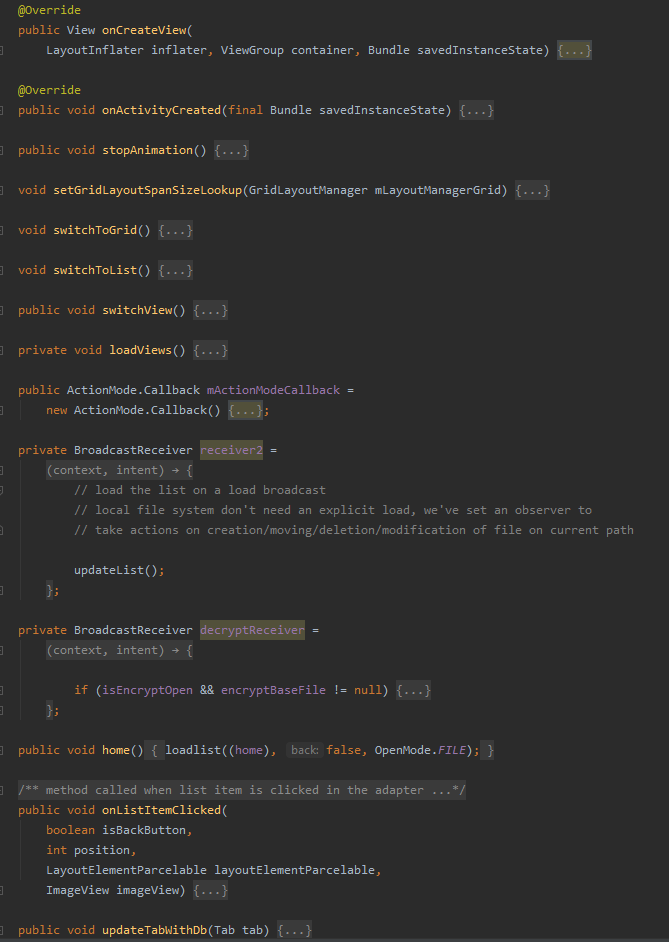 @Override
public View onCreateView(
LayoutInflater inflater, ViewGroup container, Bundle savedInstanceState) {...}
@Override
public void onActivityCreated(final Bundle savedInstanceState) {...}
public void stopAnimation() {...}
void setGridLayoutSpanSizeLookup(GridLayoutManager mLayoutManagerGrid) {...}
void switchToGrid() {...}
void switchToList() {...}
public void switchView() {...}
private void loadViews() {...}
public ActionMode.Callback mActionModeCallback =
new ActionMode.Callback() {...};
private BroadcastReceiver receiver2 =
(context, intent) → {
// load the list on a load broadcast
// local file system don't need an explicit load, we've set an observer to
// take actions on creation/moving/deletion/modification of file on current path
updateList();
};
private BroadcastReceiver decryptReceiver =
(context, intent) → {
if (isEncryptOpen && encryptBaseFile != null) {...}
};
public void home() { loadlist((home), back: false, OpenMode.FILE); }
/** method called when list item is clicked in the adapter ...*/
public void onListItemClicked(
boolean isBackButton,
int position,
LayoutElementParcelable layoutElementParcelable,
ImageView imageView) {...}
public void updateTabWithDb(Tab tab) {...}